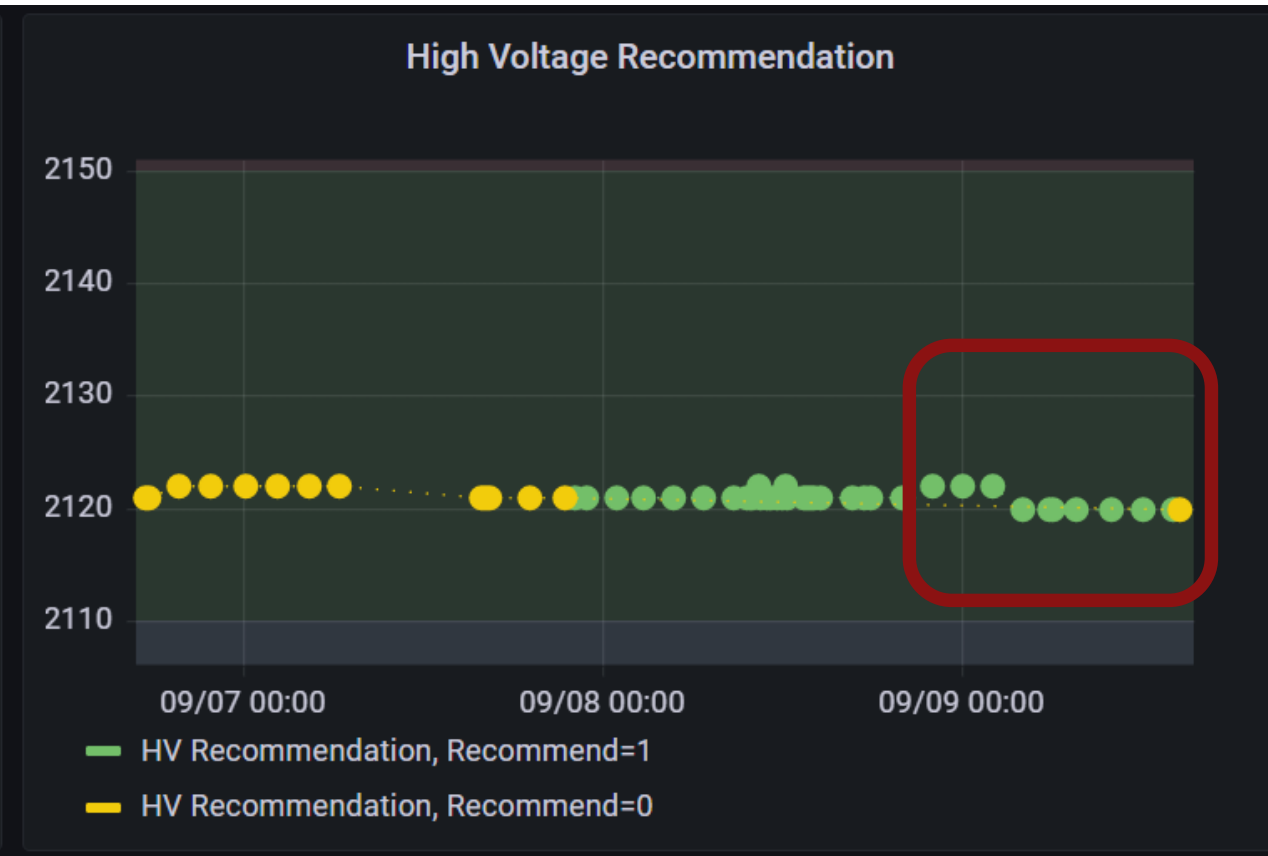 High Voltage Recommendation
2150
2140
2130
2120
2110
09/07 00:00 09/08 00:00 09/09 00:00
HV Recommendation, Recommend=1
HV Recommendation, Recommend=0